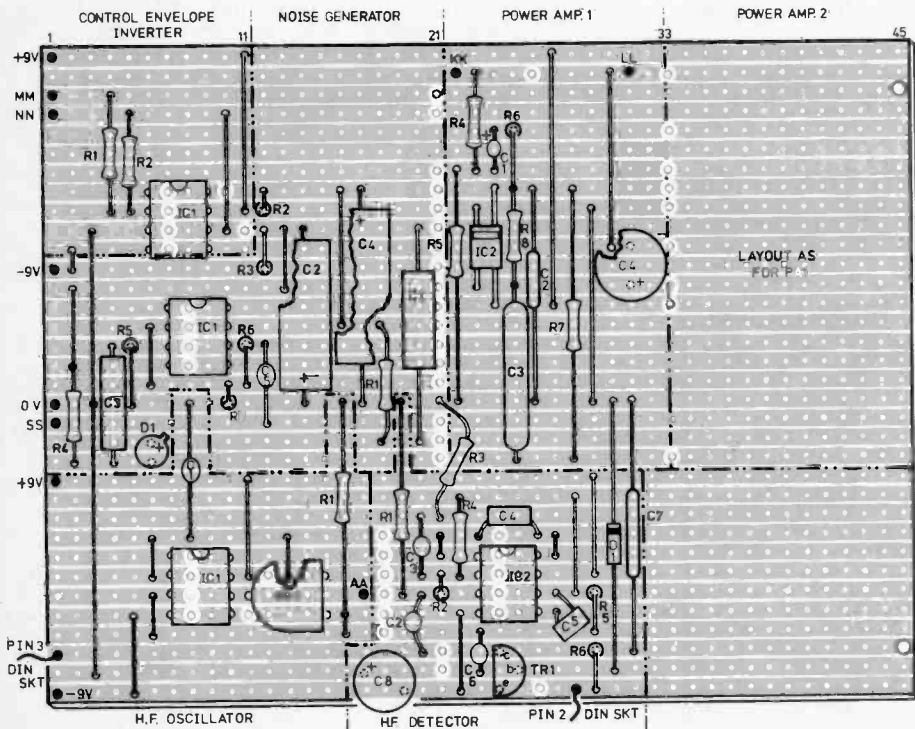 CONTROL ENVELOPE INVERTER
NOISE GENERATOR
POWER AMP. 1
POWER AMP. 2
1
11
21
33
45
+9V
MM
NN
KK
LL
R1
R2
R4
R6
C1
IC1
R2
R3
C2
C4
R5
IC2
R8
C2
C4
-9V
LAYOUT AS
FOR PA1
IC1
R5
R6
R7
C3
C3
R1
0V
SS
R4
D1
R1
R3
+9V
R1
R1
R4
C4
C7
C3
IC1
AA
R2
IC2
D1
R5
C2
C5
PIN 3
DIN
SKT
C8
C6
TR1
R6
-9V
H.F. OSCILLATOR
H.F. DETECTOR
PIN 2
DIN SKT